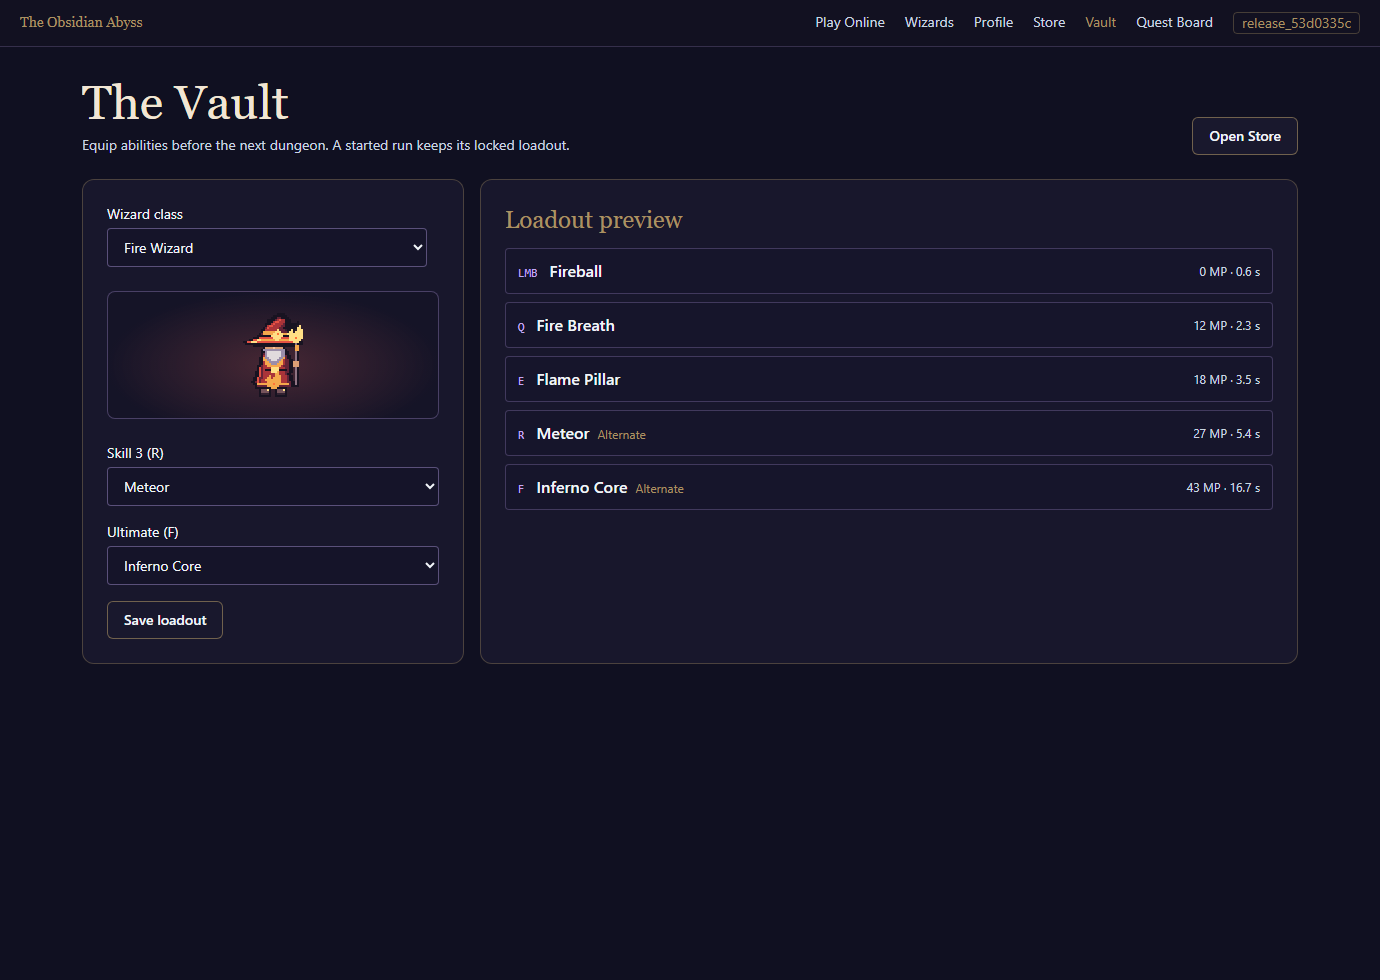 The Obsidian Abyss
Play Online
Wizards
Profile
Store
Vault
Quest Board
release_53d0335c
The Vault
Equip abilities before the next dungeon. A started run keeps its locked loadout.
Open Store
Wizard class
Fire Wizard
Skill 3 (R)
Meteor
Ultimate (F)
Inferno Core
Save loadout
Loadout preview
LMB Fireball 0 MP · 0.6 s
Q Fire Breath 12 MP · 2.3 s
E Flame Pillar 18 MP · 3.5 s
R Meteor Alternate 27 MP · 5.4 s
F Inferno Core Alternate 43 MP · 16.7 s